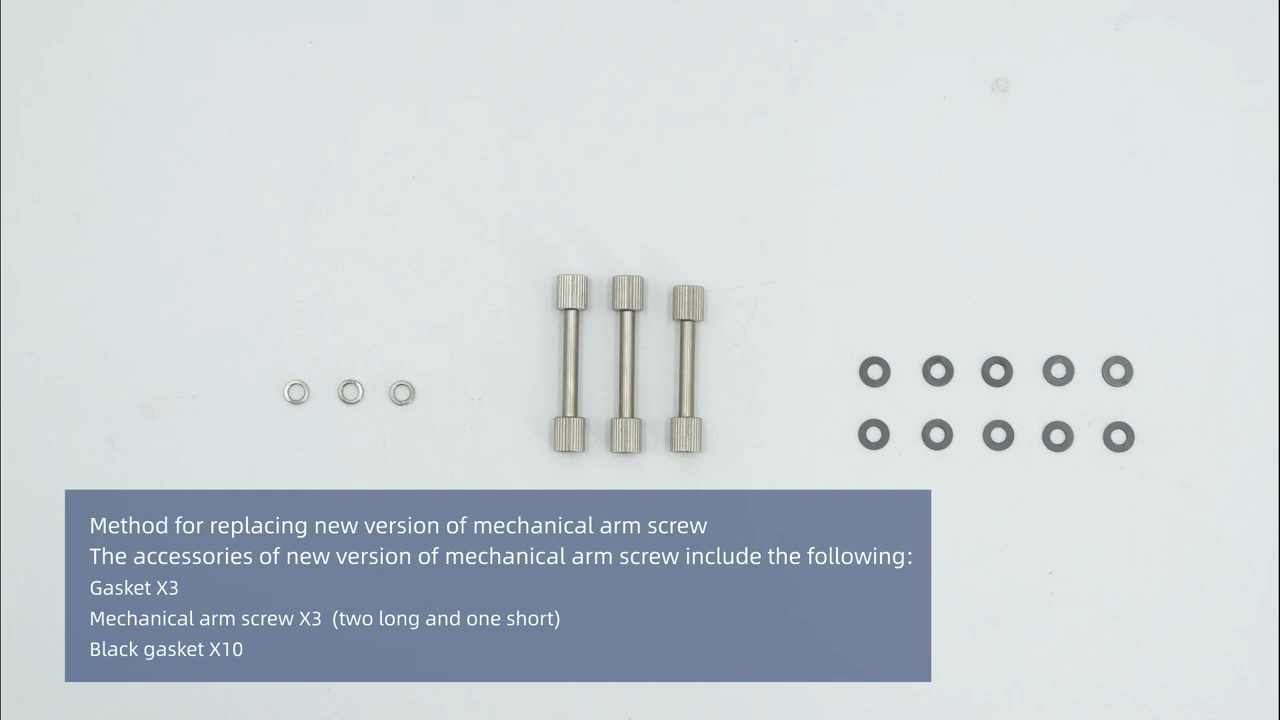 Method for replacing new version of mechanical arm screw
The accessories of new version of mechanical arm screw include the following:
Gasket X3
Mechanical arm screw X3 (two long and one short)
Black gasket X10